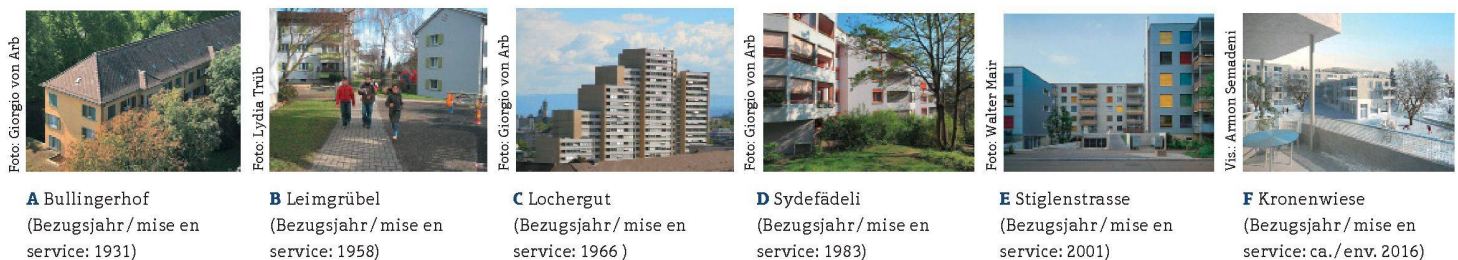 Foto: Giorgio von Arb
A Bullingerhof
(Bezugsjahr / mise en
service: 1931)
Foto: Lydia Trüb
B Leimgrübel
(Bezugsjahr / mise en
service: 1958)
Foto: Giorgio von Arb
C Lochergut
(Bezugsjahr / mise en
service: 1966 )
Foto: Giorgio von Arb
D Sydefädeli
(Bezugsjahr / mise en
service: 1983)
Foto: Walter Mair
E Stiglenstrasse
(Bezugsjahr / mise en
service: 2001)
Vis.: Armon Semadeni
F Kronenwiese
(Bezugsjahr / mise en
service: ca. / env. 2016)